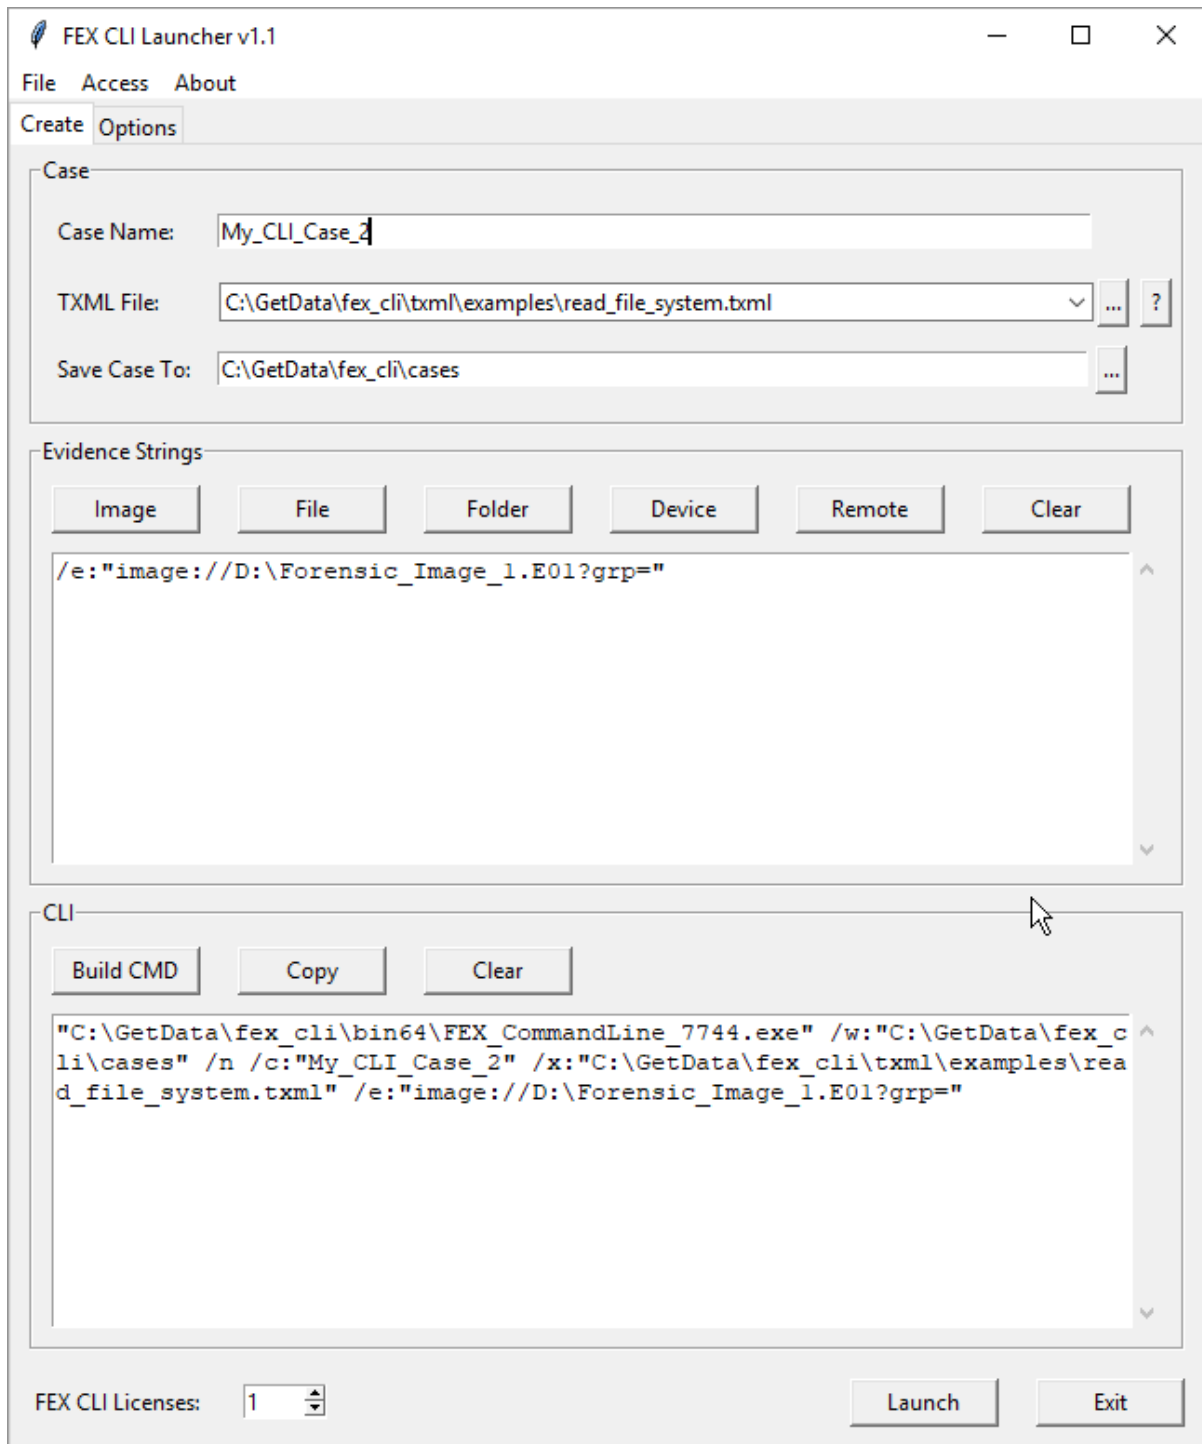 FEX CLI Launcher v1.1
File Access About
Create Options
Case
Case Name: My_CLI_Case_2
TXML File: C:\GetData\fex_cli\txml\examples\read_file_system.txml ... ?
Save Case To: C:\GetData\fex_cli\cases ...
Evidence Strings
Image File Folder Device Remote Clear
/e:"image://D:\Forensic_Image_1.E01?grp="
CLI
Build CMD Copy Clear
"C:\GetData\fex_cli\bin64\FEX_CommandLine_7744.exe" /w:"C:\GetData\fex_c
li\cases" /n /c:"My_CLI_Case_2" /x:"C:\GetData\fex_cli\txml\examples\rea
d_file_system.txml" /e:"image://D:\Forensic_Image_1.E01?grp="
FEX CLI Licenses: 1 Launch Exit